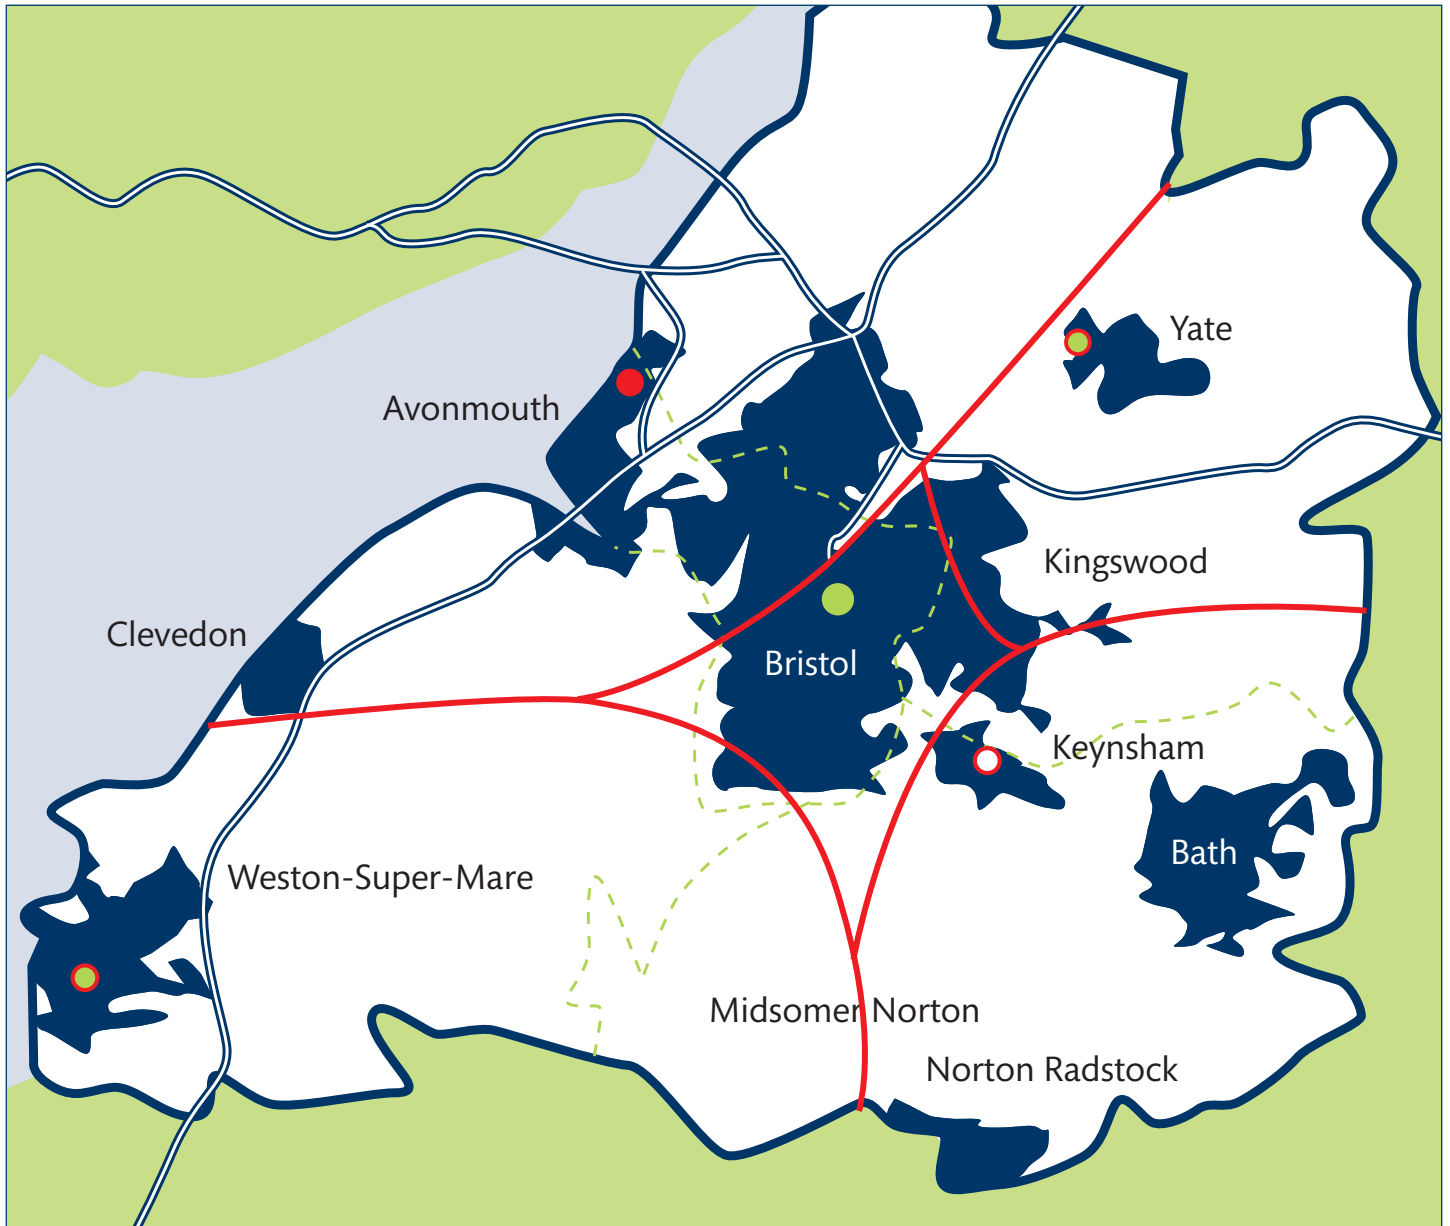 Yate
Avonmouth
Kingswood
Clevedon
Bristol
Keynsham
Bath
Weston-Super-Mare
Midsomer Norton
Norton Radstock